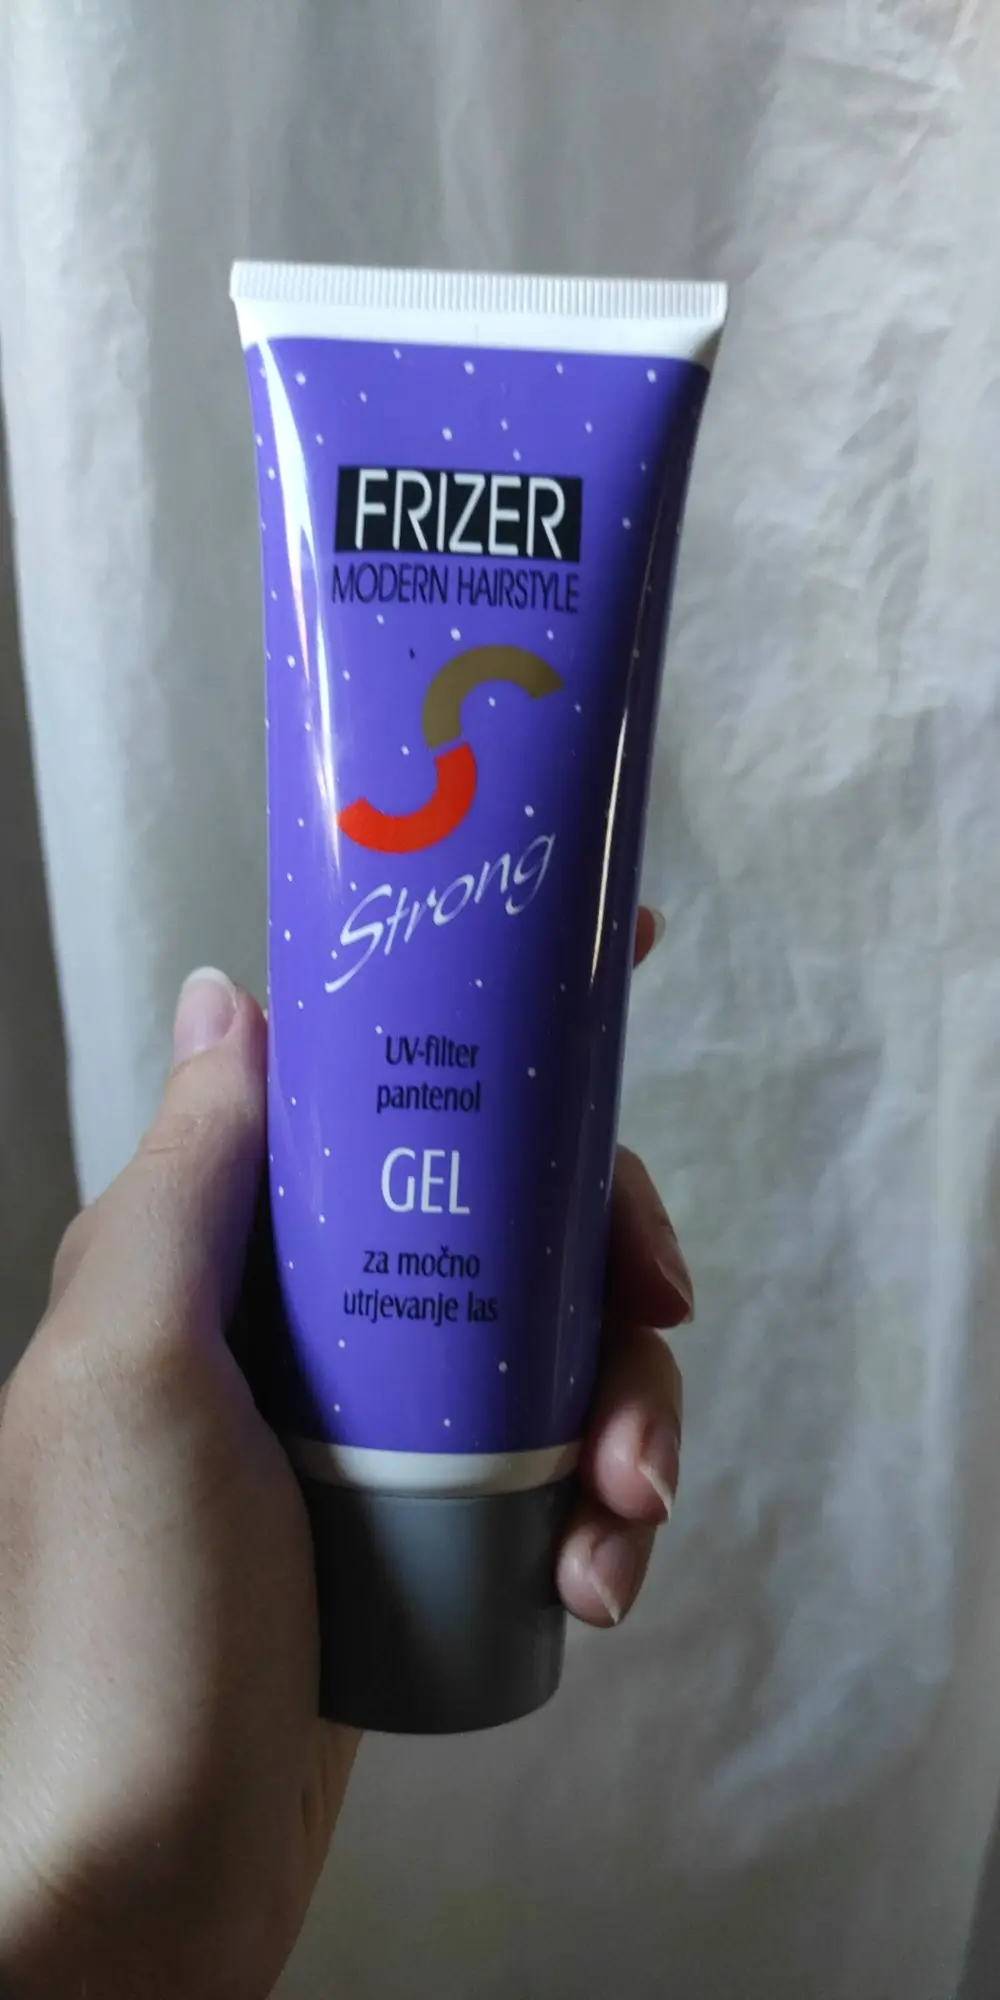 FRIZER
MODERN HAIRSTYLE
Strong
UV-filter
pantenol
GEL
za močno
utrjevanje las